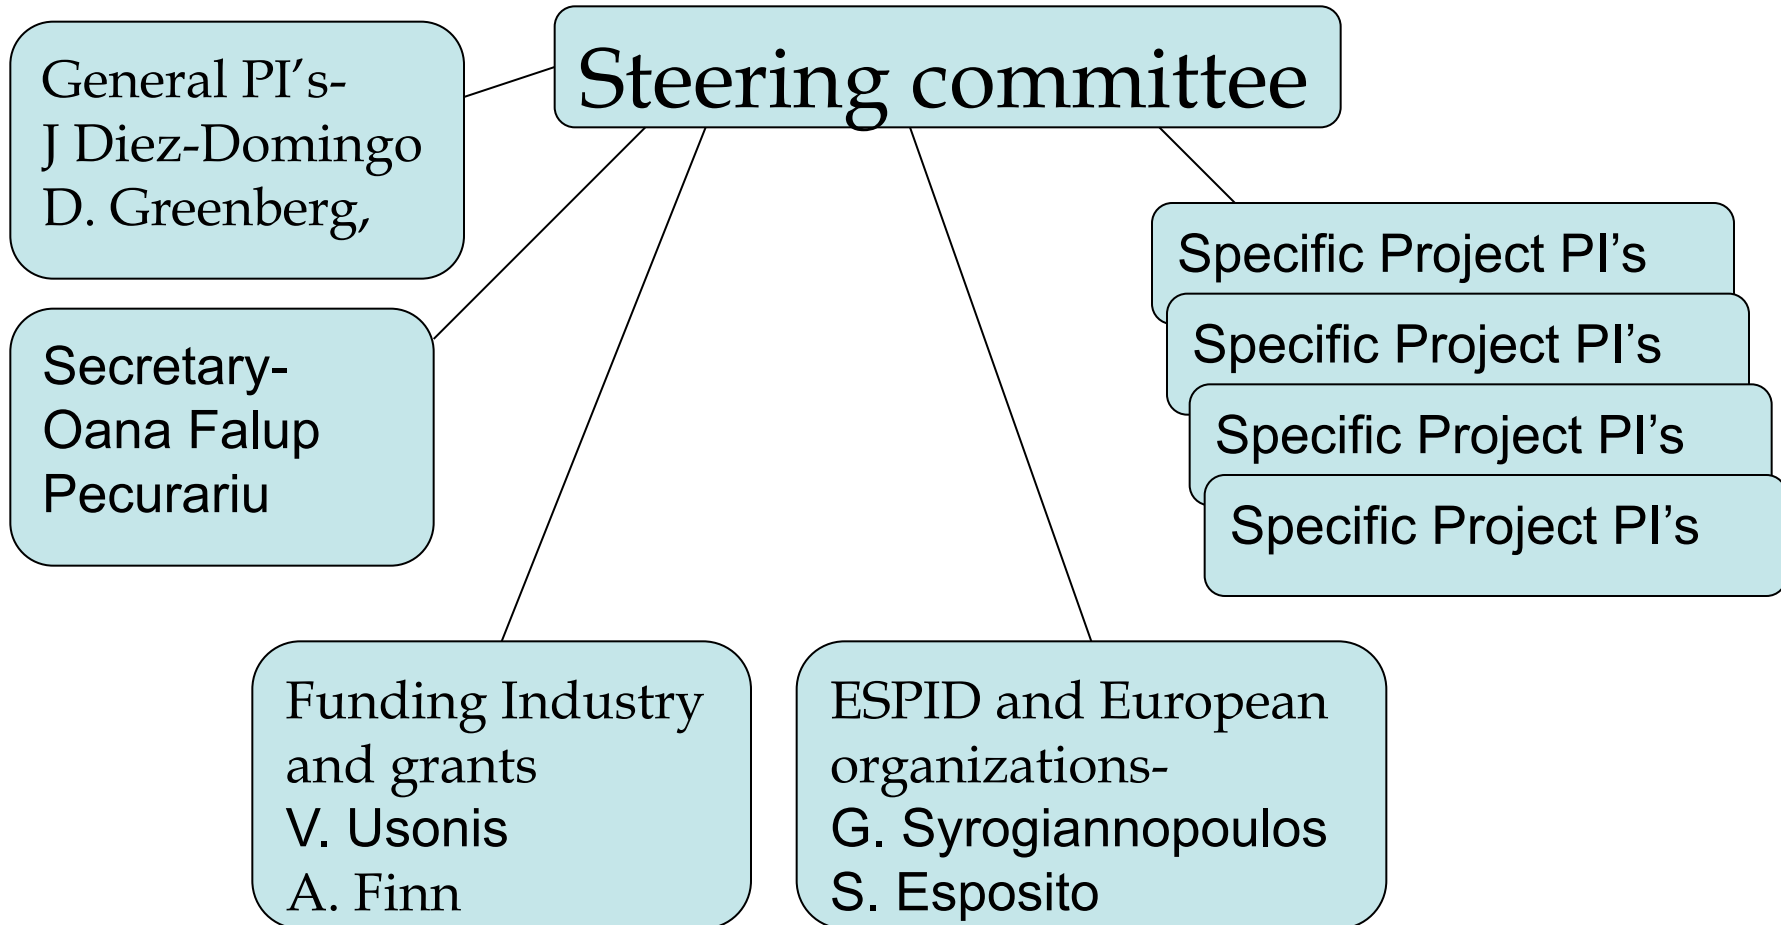 Steering committee
General PI’s-
J Diez-Domingo
D. Greenberg,
Secretary-
Oana Falup
Pecurariu
Specific Project PI’s
Specific Project PI’s
Specific Project PI’s
Specific Project PI’s
Funding Industry
and grants
V. Usonis
A. Finn
ESPID and European
organizations-
G. Syrogiannopoulos
S. Esposito